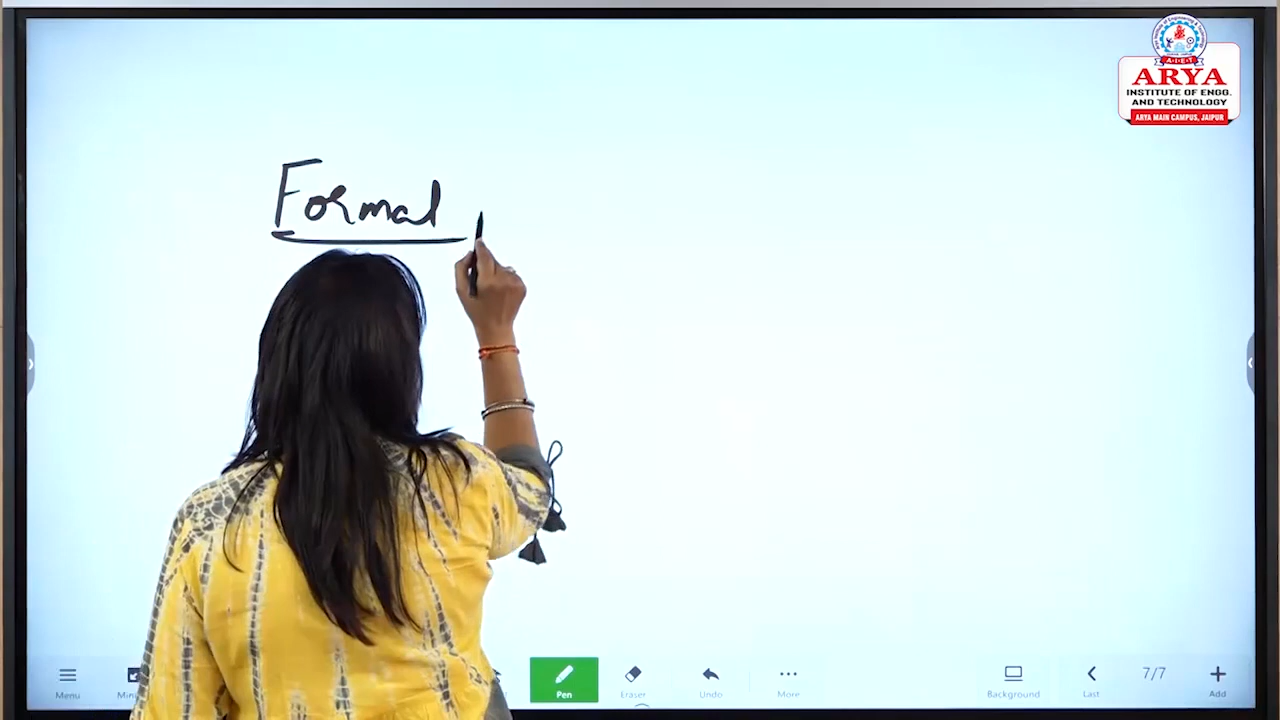 A·I·E·T
ARYA
INSTITUTE OF ENGG.
AND TECHNOLOGY
ARYA MAIN CAMPUS, JAIPUR
Formal
Menu
Pen
Eraser
Undo
More
Background
Last
7/7
Add